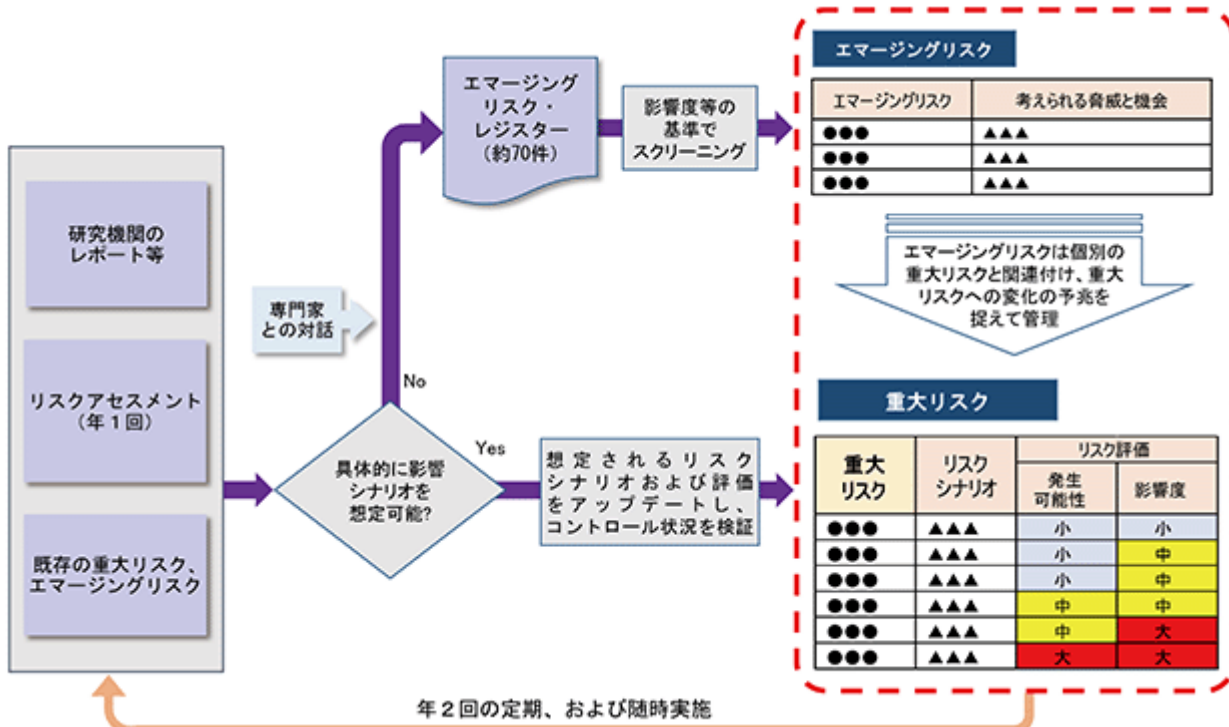 研究機関の
レポート等
リスクアセスメント
(年1回)
既存の重大リスク、
エマージングリスク
専門家
との対話
具体的に影響
シナリオを
想定可能?
No
Yes
エマージング
リスク・
レジスター
(約70件)
影響度等の
基準で
スクリーニング
想定されるリスク
シナリオおよび評価
をアップデートし、
コントロール状況を検証
エマージングリスク
エマージングリスク 考えられる脅威と機会
●●● ▲▲▲
●●● ▲▲▲
●●● ▲▲▲
エマージングリスクは個別の
重大リスクと関連付け、重大
リスクへの変化の予兆を
捉えて管理
重大リスク
重大
リスク
リスク
シナリオ
リスク評価
発生
可能性
影響度
●●● ▲▲▲ 小 小
●●● ▲▲▲ 小 中
●●● ▲▲▲ 小 中
●●● ▲▲▲ 中 中
●●● ▲▲▲ 中 大
●●● ▲▲▲ 大 大
年2回の定期、および随時実施